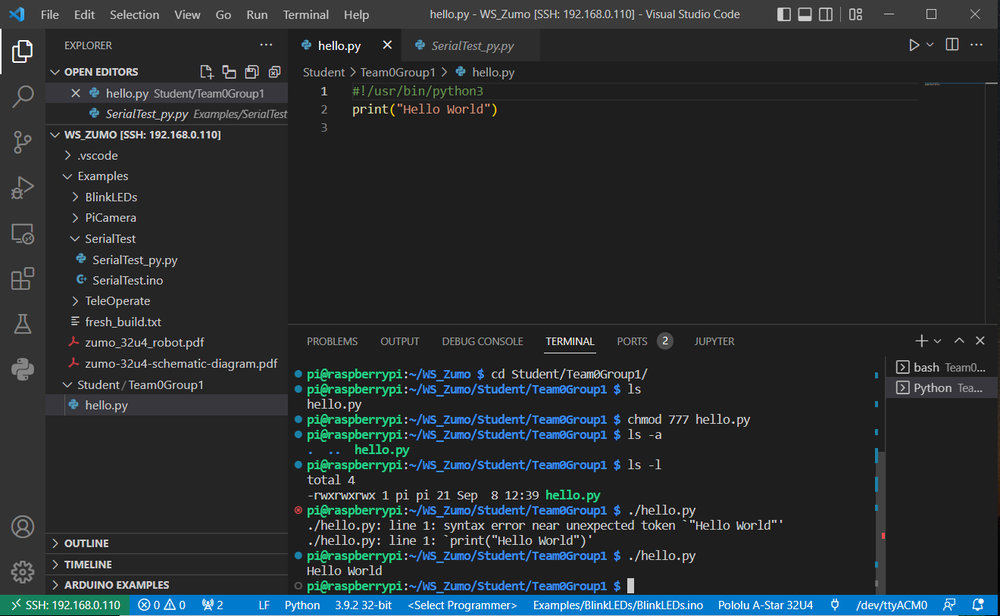 File Edit Selection View Go Run Terminal Help hello.py - WS_Zumo [SSH: 192.168.0.110] - Visual Studio Code
EXPLORER
OPEN EDITORS
hello.py Student/Team0Group1
SerialTest_py.py Examples/SerialTest
WS_ZUMO [SSH: 192.168.0.110]
.vscode
Examples
BlinkLEDs
PiCamera
SerialTest
SerialTest_py.py
SerialTest.ino
TeleOperate
fresh_build.txt
zumo_32u4_robot.pdf
zumo-32u4-schematic-diagram.pdf
Student / Team0Group1
hello.py
OUTLINE
TIMELINE
ARDUINO EXAMPLES
hello.py SerialTest_py.py
Student > Team0Group1 > hello.py
1 #!/usr/bin/python3
2 print("Hello World")
3
PROBLEMS OUTPUT DEBUG CONSOLE TERMINAL PORTS 2 JUPYTER
pi@raspberrypi:~/WS_Zumo $ cd Student/Team0Group1/
pi@raspberrypi:~/WS_Zumo/Student/Team0Group1 $ ls
hello.py
pi@raspberrypi:~/WS_Zumo/Student/Team0Group1 $ chmod 777 hello.py
pi@raspberrypi:~/WS_Zumo/Student/Team0Group1 $ ls -a
. .. hello.py
pi@raspberrypi:~/WS_Zumo/Student/Team0Group1 $ ls -l
total 4
-rwxrwxrwx 1 pi pi 21 Sep  8 12:39 hello.py
pi@raspberrypi:~/WS_Zumo/Student/Team0Group1 $ ./hello.py
./hello.py: line 1: syntax error near unexpected token `"Hello World"'
./hello.py: line 1: `print("Hello World")'
pi@raspberrypi:~/WS_Zumo/Student/Team0Group1 $ ./hello.py
Hello World
pi@raspberrypi:~/WS_Zumo/Student/Team0Group1 $
bash Team0...
Python Tea...
SSH: 192.168.0.110 0 0 2 LF Python 3.9.2 32-bit <Select Programmer> Examples/BlinkLEDs/BlinkLEDs.ino Pololu A-Star 32U4 /dev/ttyACM0